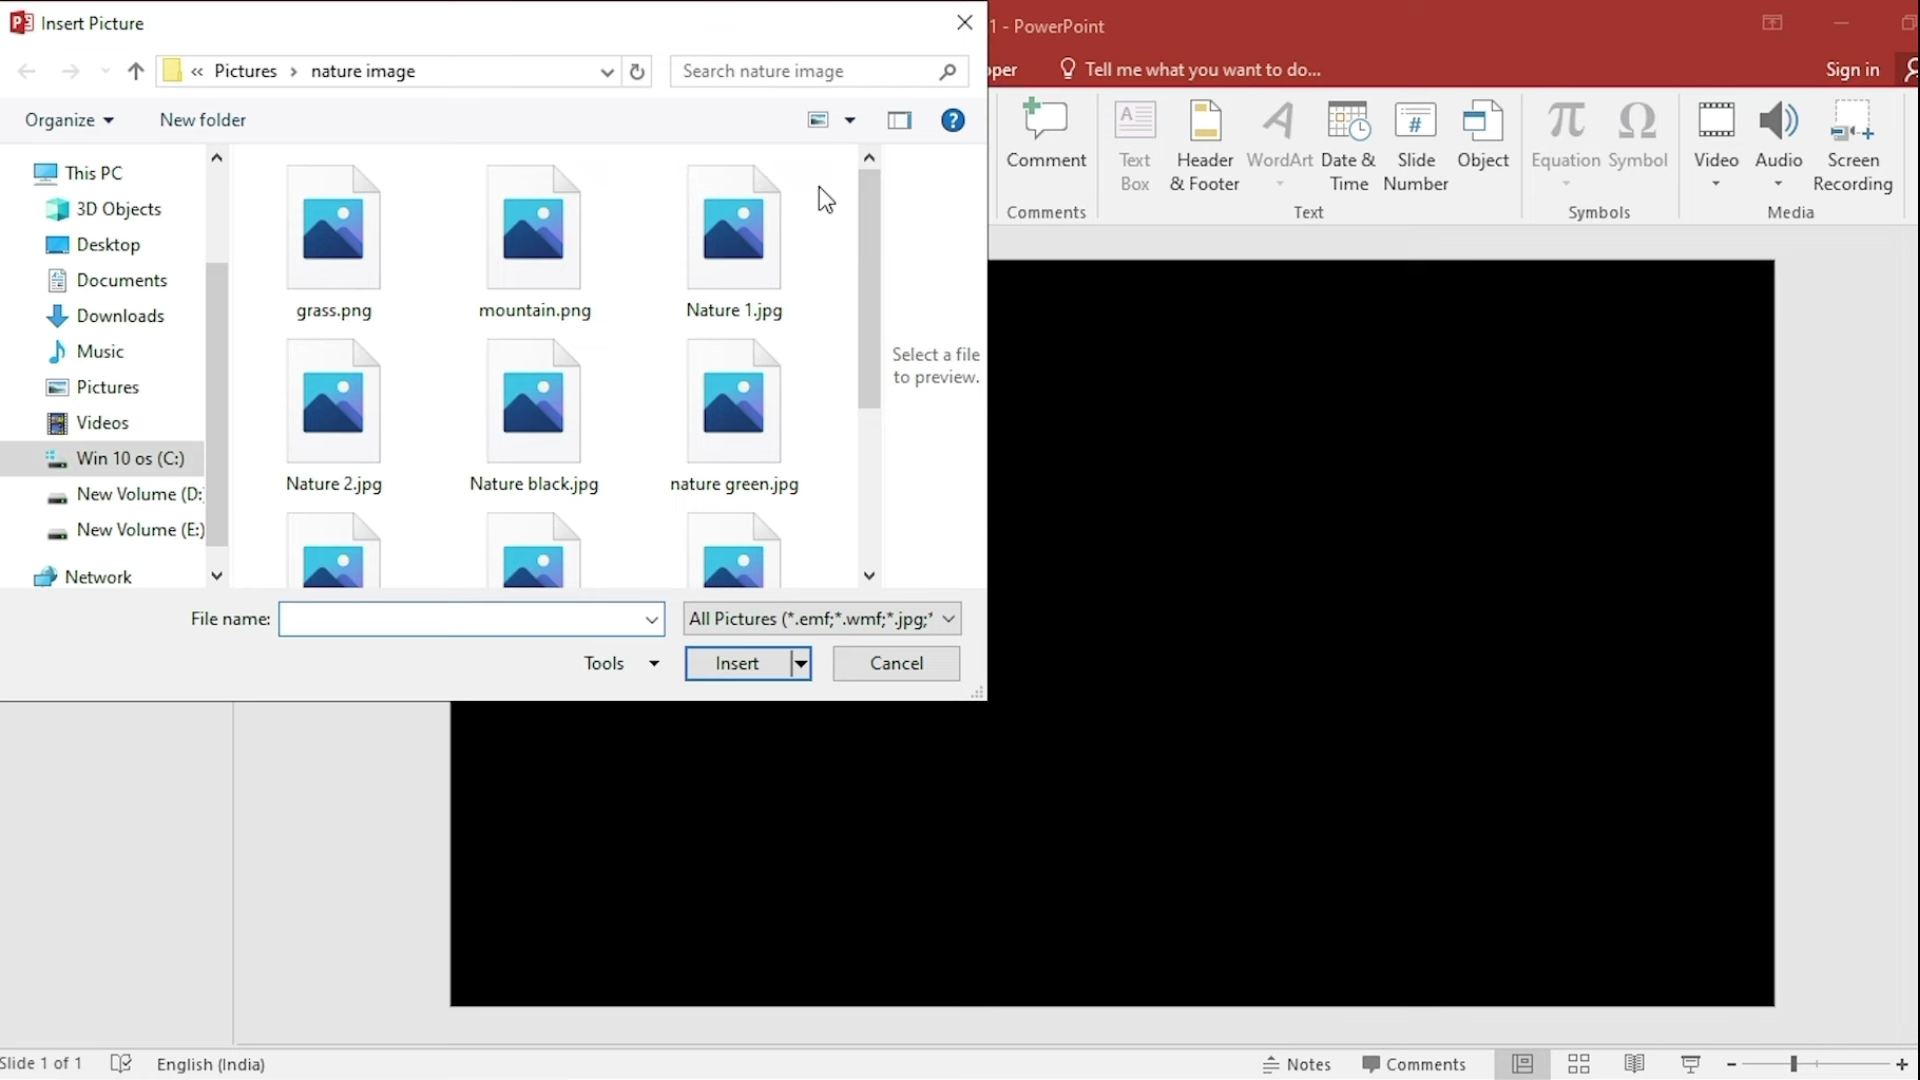 Insert Picture
1 - PowerPoint
« Pictures › nature image
Search nature image
Tell me what you want to do...
Sign in
Organize
New folder
This PC
3D Objects
Desktop
Documents
Downloads
Music
Pictures
Videos
Win 10 os (C:)
New Volume (D:
New Volume (E:)
Network
grass.png
mountain.png
Nature 1.jpg
Nature 2.jpg
Nature black.jpg
nature green.jpg
Select a file
to preview.
File name:
All Pictures (*.emf;*.wmf;*.jpg;*
Tools
Insert
Cancel
Comment
Text
Box
Header
& Footer
WordArt
Date &
Time
Slide
Number
Object
Equation
Symbol
Video
Audio
Screen
Recording
Comments
Text
Symbols
Media
Slide 1 of 1
English (India)
Notes
Comments